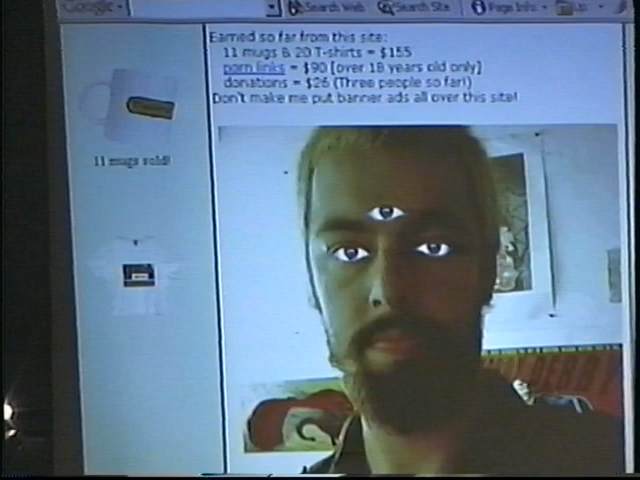 Google
Search Web
Search Site
Page Info
Earned so far from this site:
11 mugs & 20 T-shirts = $155
porn links = $90 [over 18 years old only]
donations = $26 (Three people so far!)
Don't make me put banner ads all over this site!
11 mugs sold!